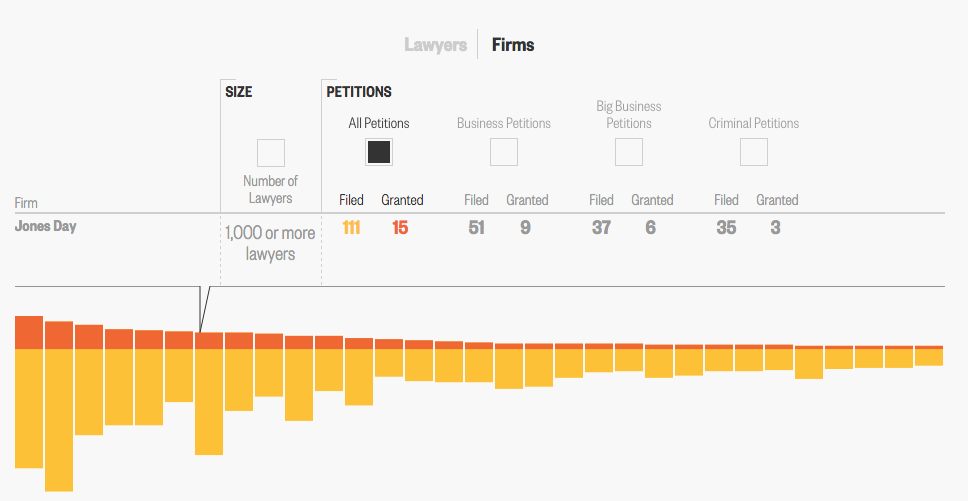 Lawyers Firms
SIZE PETITIONS
Big Business
All Petitions Business Petitions Petitions Criminal Petitions
Number of
Lawyers
Firm Filed Granted Filed Granted Filed Granted Filed Granted
Jones Day 1,000 or more 111 15 51 9 37 6 35 3
lawyers